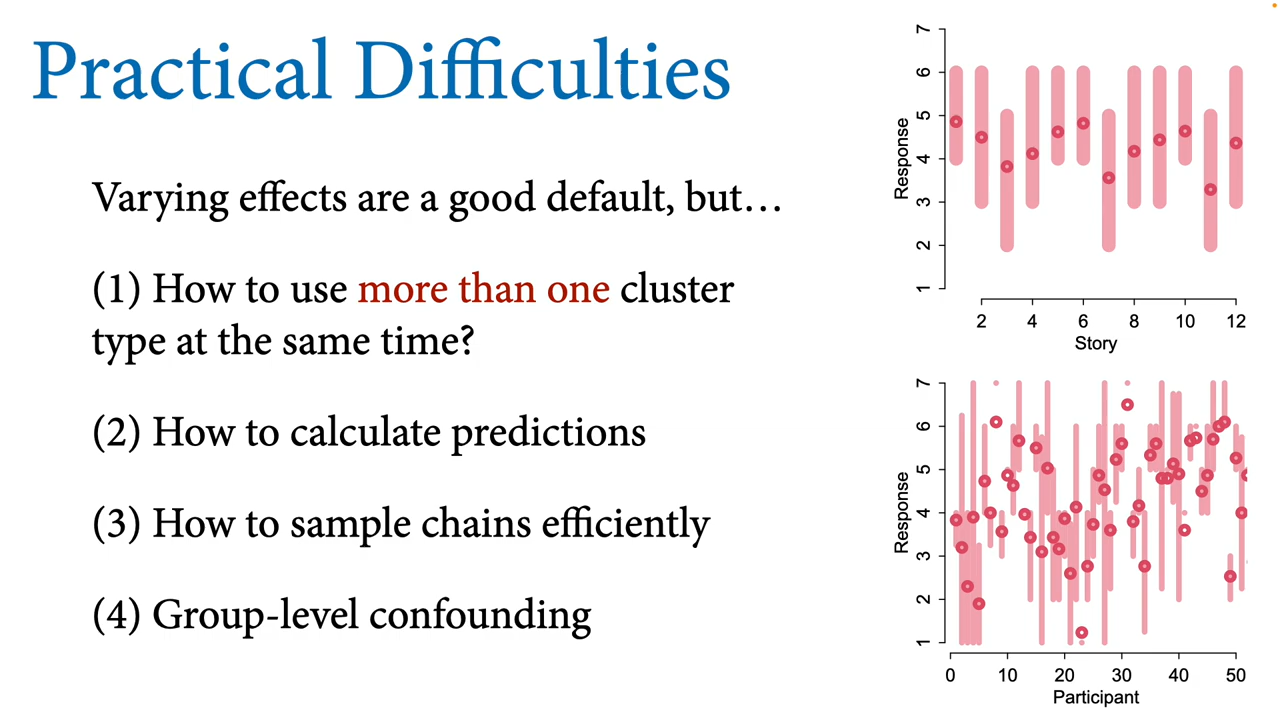 Practical Difficulties
Varying effects are a good default, but…
(1) How to use more than one cluster
type at the same time?
(2) How to calculate predictions
(3) How to sample chains efficiently
(4) Group-level confounding
Response
7
6
5
4
3
2
1
2 4 6 8 10 12
Story
Response
7
6
5
4
3
2
1
0 10 20 30 40 50
Participant